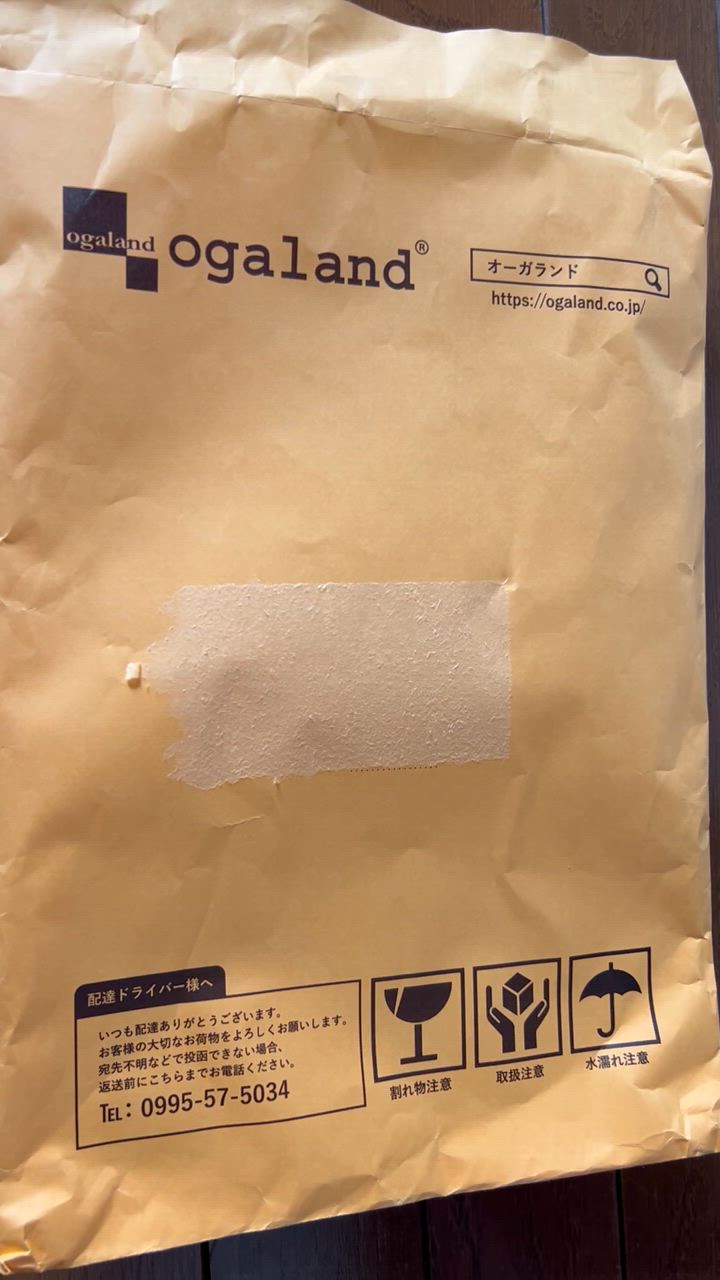 ogaland
ogaland®
オーガランド
https://ogaland.co.jp/
配達ドライバー様へ
いつも配達ありがとうございます。
お客様の大切なお荷物をよろしくお願いします。
宛先不明などで投函できない場合、
返送前にこちらまでお電話ください。
TEL: 0995-57-5034
割れ物注意
取扱注意
水濡れ注意